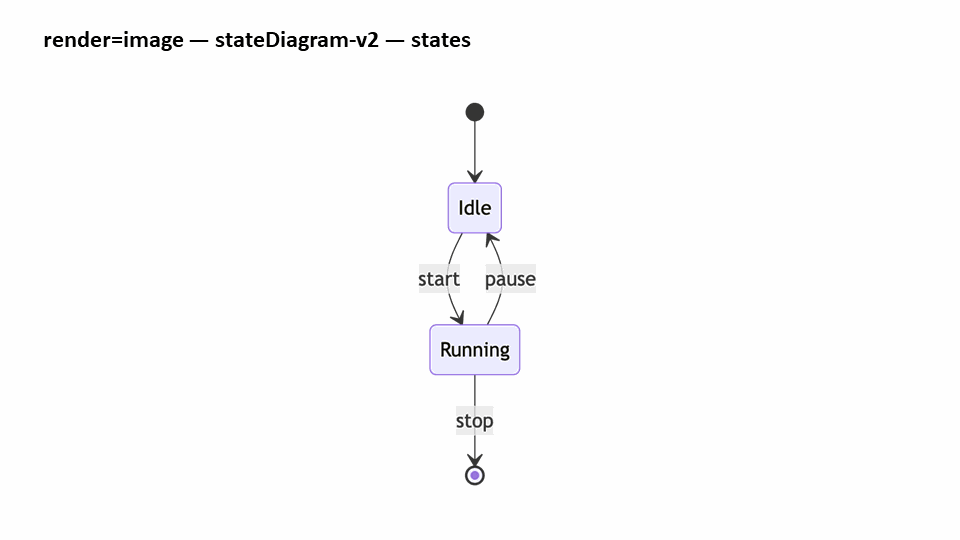 render=image — stateDiagram-v2 — states
Idle
start
pause
Running
stop